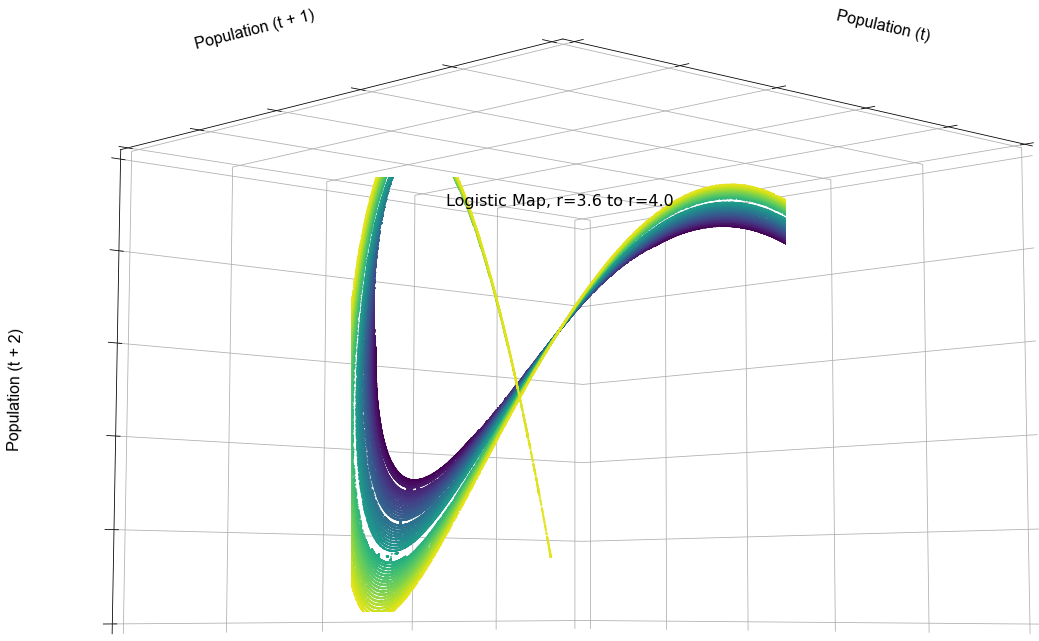 Population (t + 1)
Population (t)
Logistic Map, r=3.6 to r=4.0
Population (t + 2)